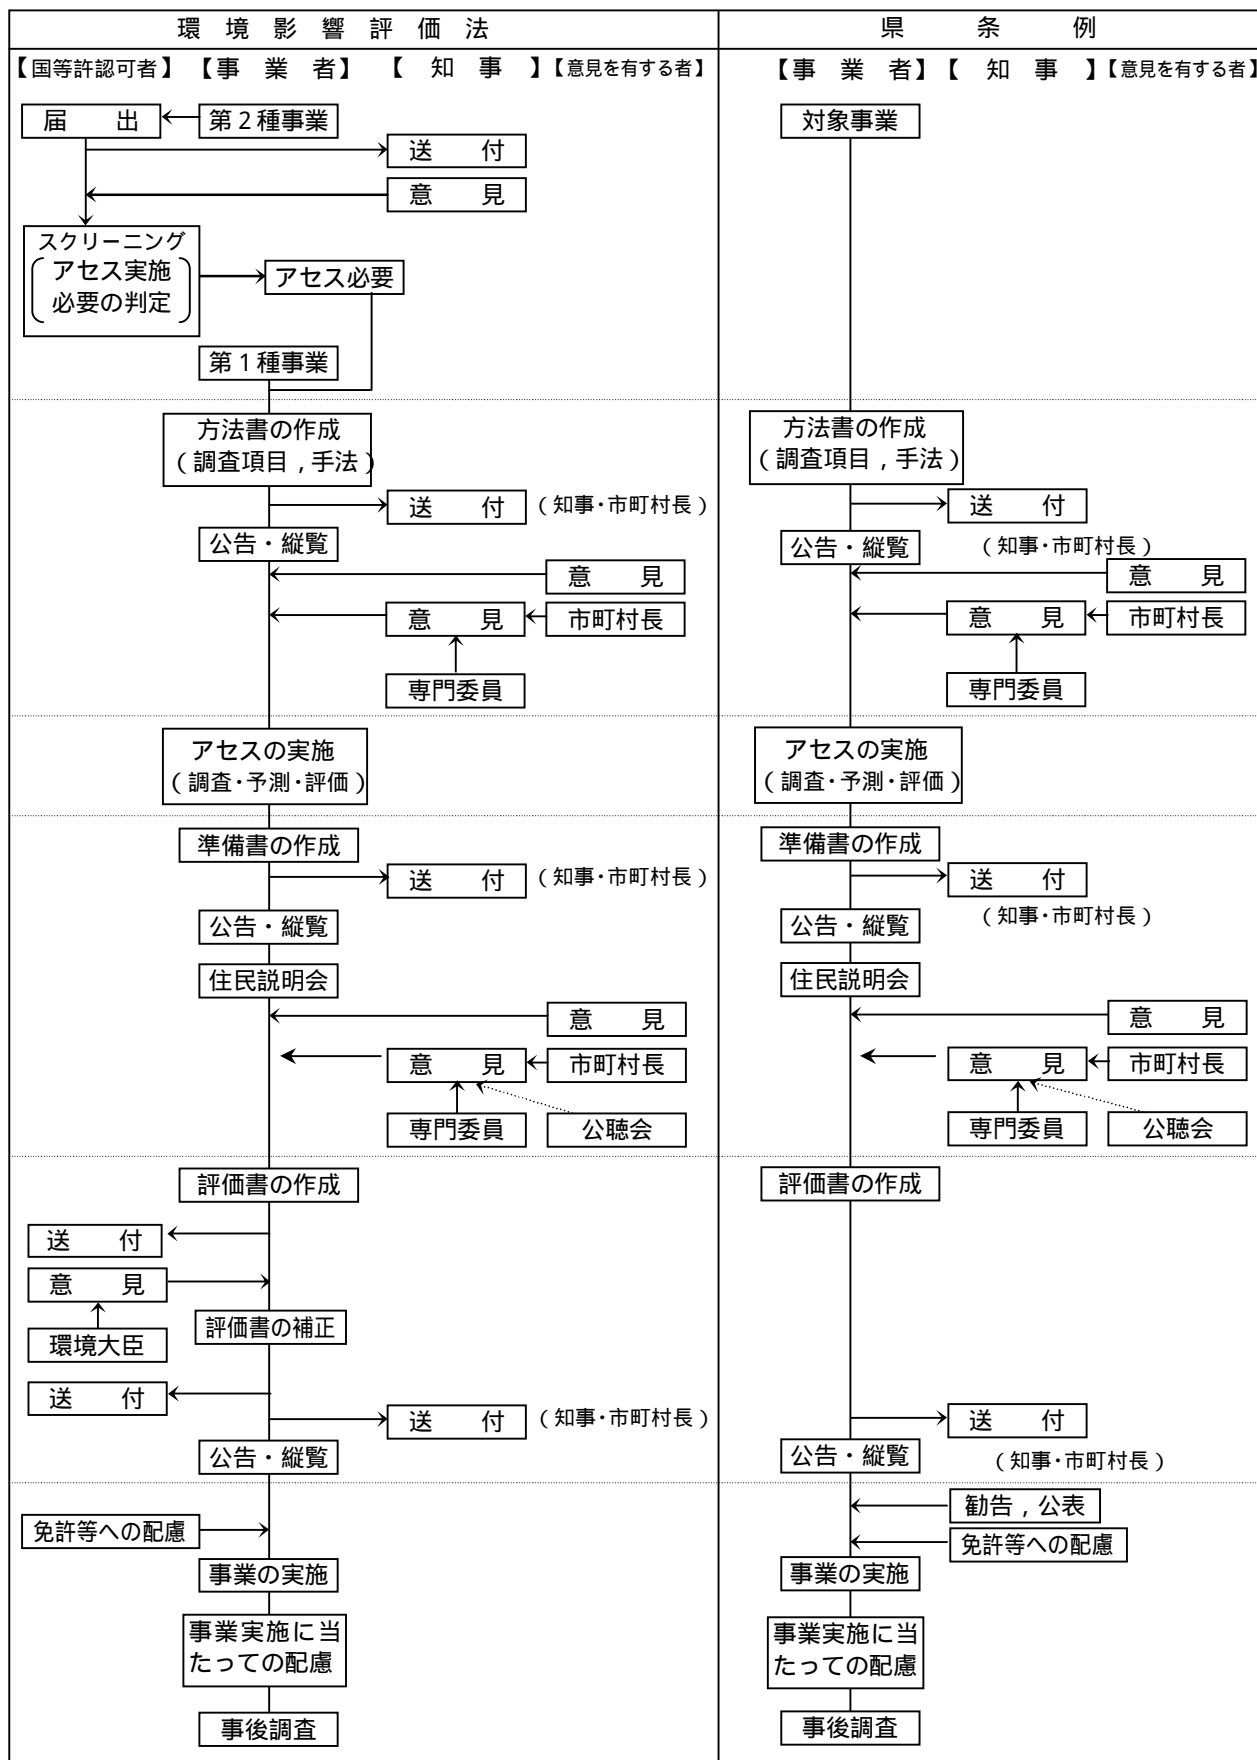 環境影響評価法
県条例
【国等許認可者】【事業者】【知事】【意見を有する者】
【事業者】【知事】【意見を有する者】
届出
第２種事業
対象事業
送付
意見
スクリーニング
アセス実施
必要の判定
アセス必要
第１種事業
方法書の作成
（調査項目，手法）
方法書の作成
（調査項目，手法）
送付
（知事・市町村長）
送付
公告・縦覧
公告・縦覧
（知事・市町村長）
意見
意見
意見
市町村長
意見
市町村長
専門委員
専門委員
アセスの実施
（調査・予測・評価）
アセスの実施
（調査・予測・評価）
準備書の作成
準備書の作成
送付
（知事・市町村長）
送付
公告・縦覧
公告・縦覧
（知事・市町村長）
住民説明会
住民説明会
意見
意見
意見
市町村長
意見
市町村長
専門委員
公聴会
専門委員
公聴会
評価書の作成
評価書の作成
送付
意見
環境大臣
評価書の補正
送付
送付
（知事・市町村長）
送付
公告・縦覧
公告・縦覧
（知事・市町村長）
勧告，公表
免許等への配慮
免許等への配慮
事業の実施
事業の実施
事業実施に当
たっての配慮
事業実施に当
たっての配慮
事後調査
事後調査